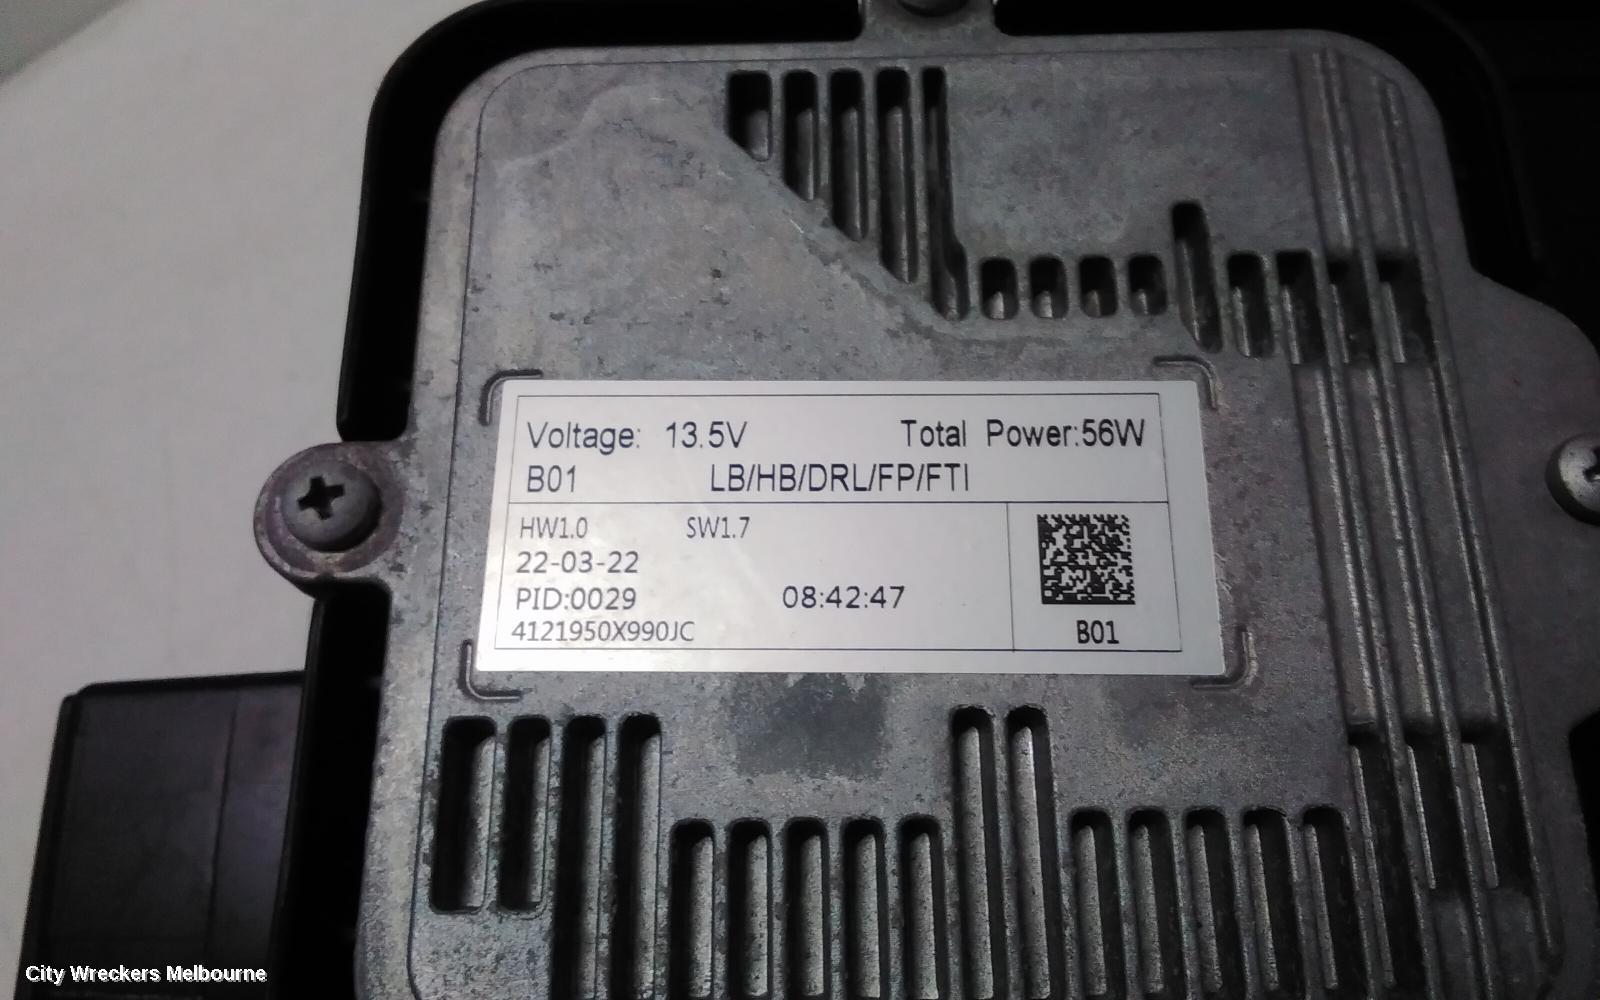 Voltage: 13.5V Total Power:56W
B01 LB/HB/DRL/FP/FTI
HW1.0 SW1.7
22-03-22
PID:0029 08:42:47
4121950X990JC
B01
City Wreckers Melbourne